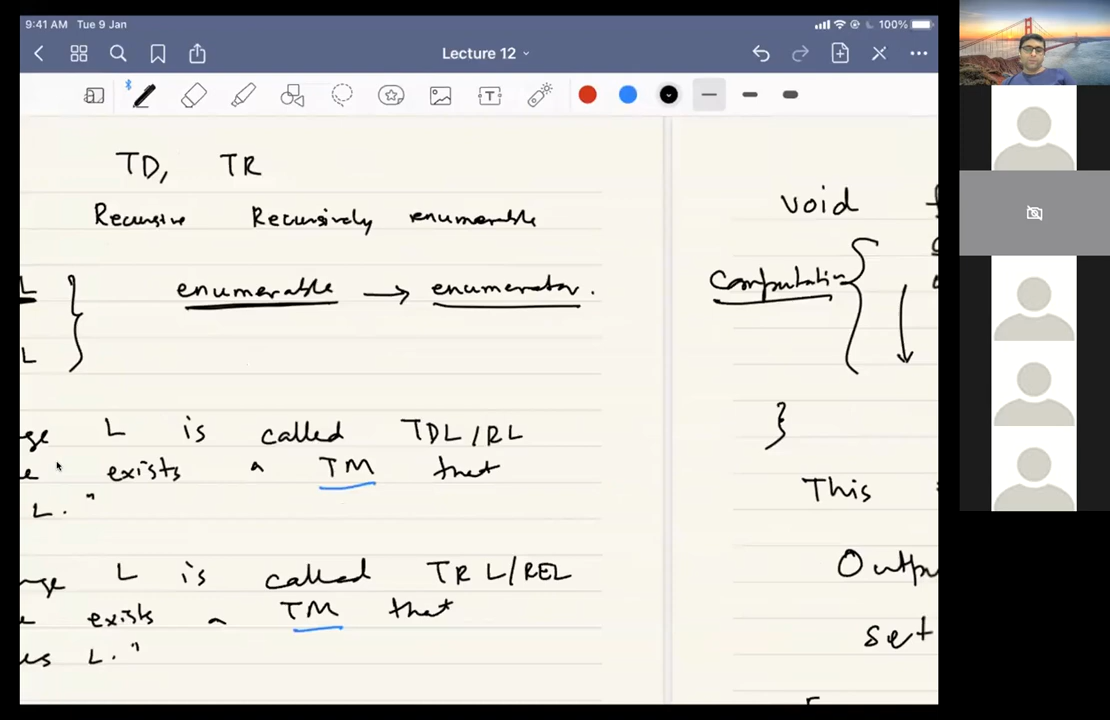 9:41 AM Tue 9 Jan
100%
Lecture 12
TD, TR
Recursive Recursively enumerable
L
enumerable → enumerator.
L
L is called TDL/RL
exists a TM that
L."
L is called TRL/REL
exists a TM that
L."
void
Computation {
}
This
Outpu
set